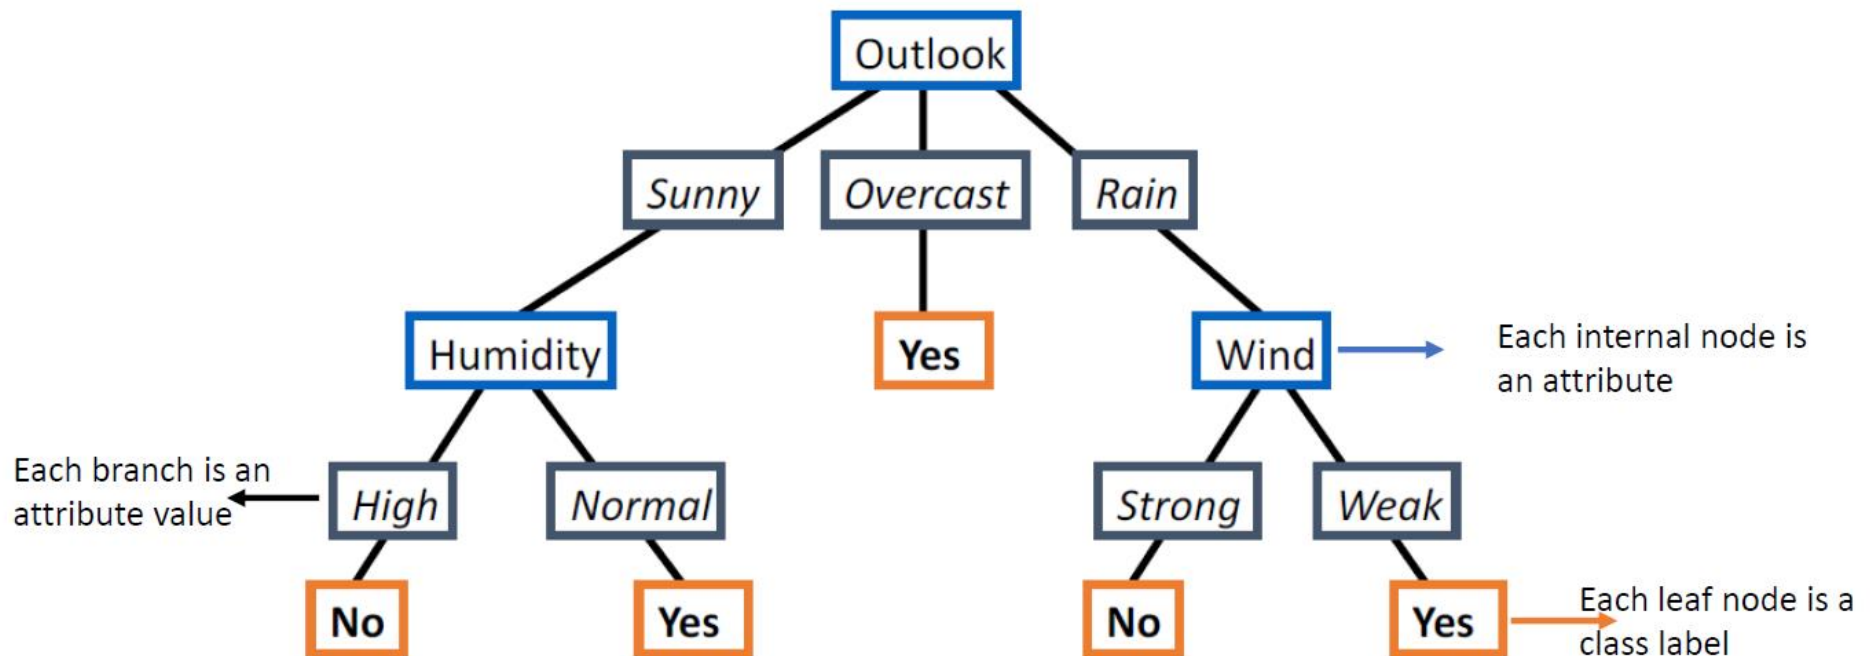 Outlook
Sunny
Overcast
Rain
Humidity
Yes
Wind
Each internal node is
an attribute
Each branch is an
attribute value
High
Normal
Strong
Weak
No
Yes
No
Yes
Each leaf node is a
class label